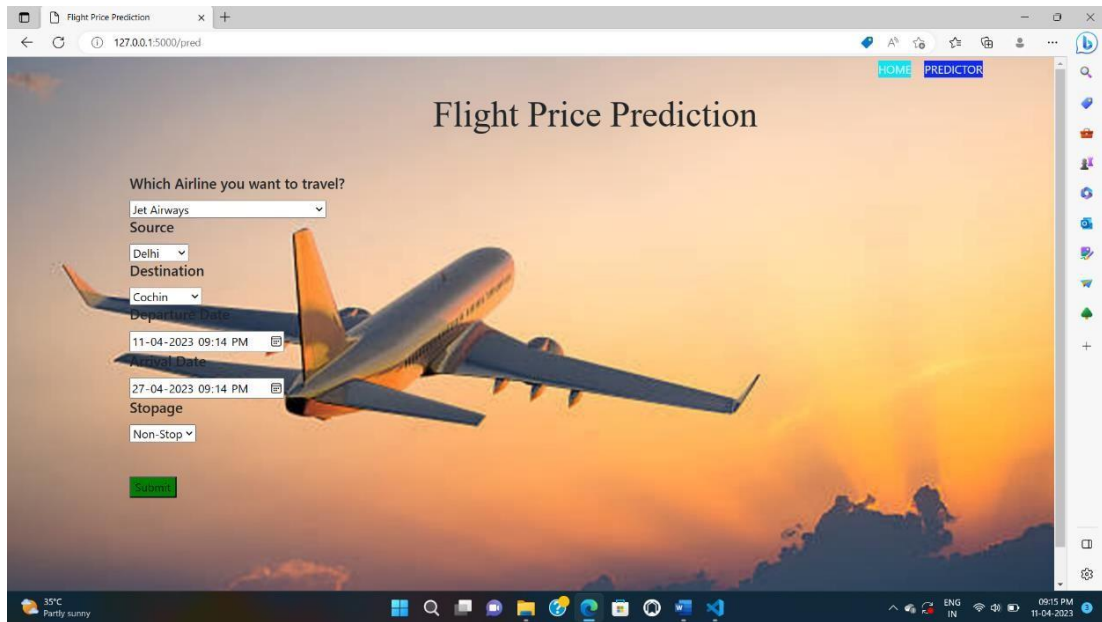 Flight Price Prediction
127.0.0.1:5000/pred
HOME PREDICTOR
Flight Price Prediction
Which Airline you want to travel?
Jet Airways
Source
Delhi
Destination
Cochin
Departure Date
11-04-2023 09:14 PM
Arrival Date
27-04-2023 09:14 PM
Stopage
Non-Stop
Submit
35°C
Partly sunny
ENG
IN
09:15 PM
11-04-2023
3